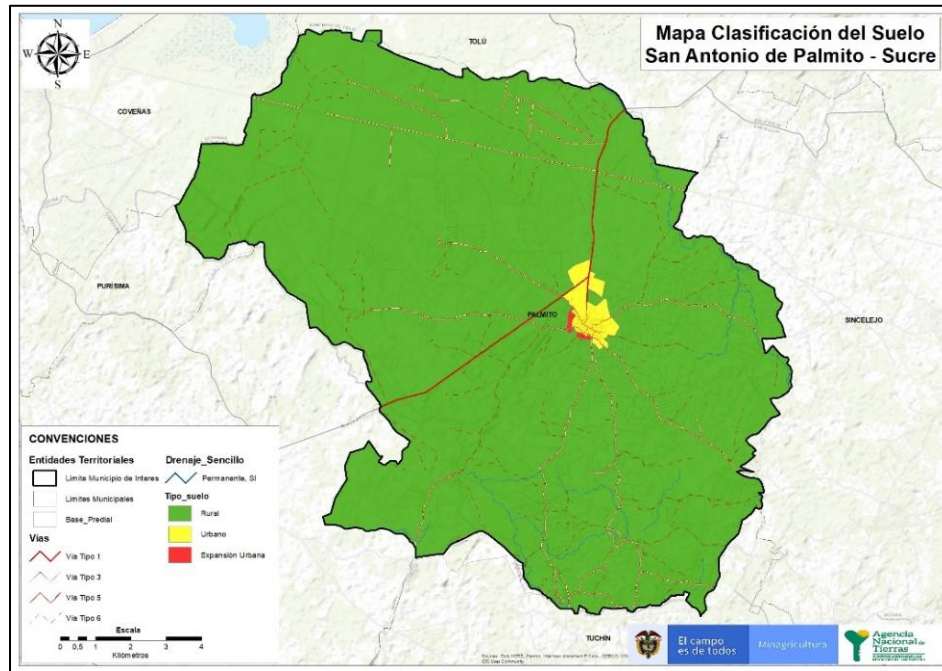 Mapa Clasificación del Suelo
San Antonio de Palmito - Sucre
N
W E
S
TOLÚ
COVEÑAS
PURÍSIMA
PALMITO
SINCELEJO
TUCHÍN
CONVENCIONES
Entidades Territoriales
Limite Municipio de Interes
Limites Municipales
Base_Predial
Vias
Via Tipo 1
Via Tipo 3
Via Tipo 5
Via Tipo 6
Drenaje_Sencillo
Permanente, SI
Tipo_suelo
Rural
Urbano
Expansión Urbana
Escala
0 0,5 1 2 3 4
Kilómetros
El campo
es de todos
Minagricultura
Agencia
Nacional de
Tierras